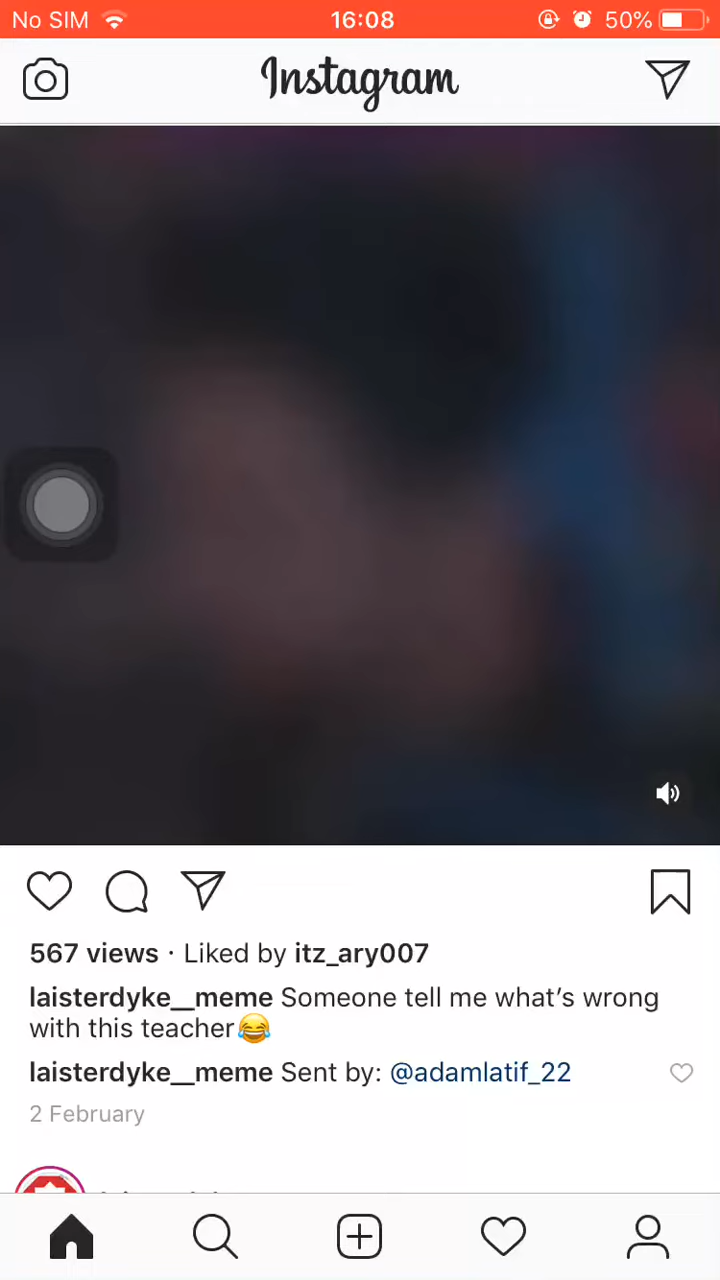 No SIM 16:08 50%
Instagram
567 views · Liked by itz_ary007
laisterdyke__meme Someone tell me what's wrong
with this teacher😂
laisterdyke__meme Sent by: @adamlatif_22
2 February